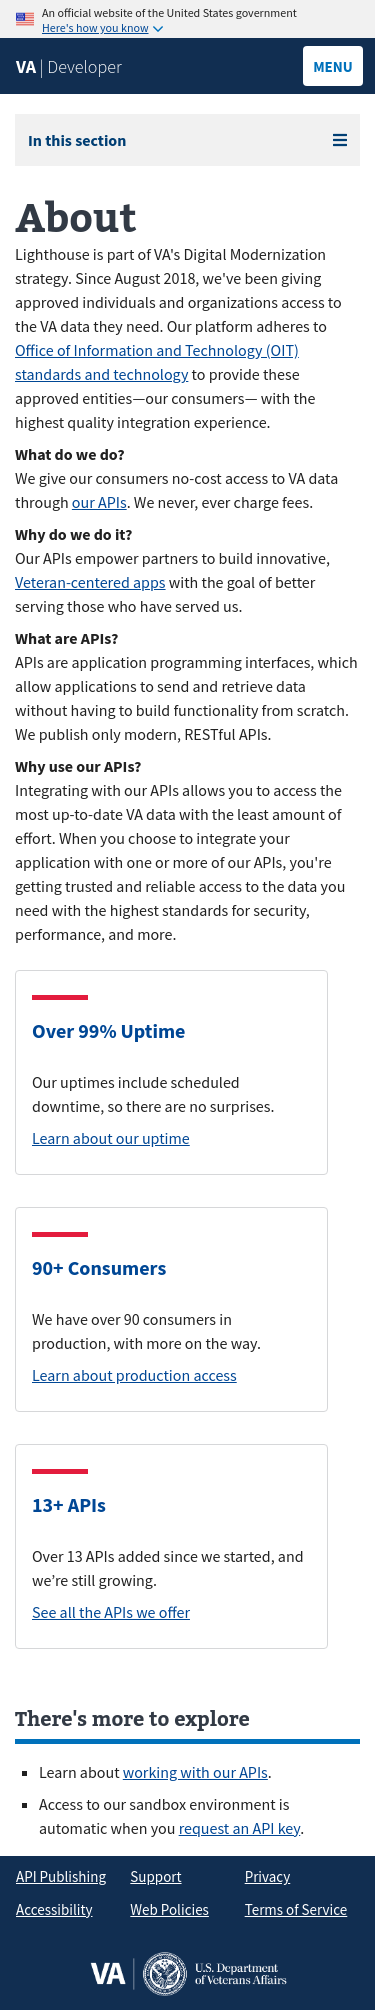 An official website of the United States government
Here's how you know
VA | Developer
MENU
In this section
About
Lighthouse is part of VA's Digital Modernization
strategy. Since August 2018, we've been giving
approved individuals and organizations access to
the VA data they need. Our platform adheres to
Office of Information and Technology (OIT)
standards and technology to provide these
approved entities—our consumers— with the
highest quality integration experience.
What do we do?
We give our consumers no-cost access to VA data
through our APIs. We never, ever charge fees.
Why do we do it?
Our APIs empower partners to build innovative,
Veteran-centered apps with the goal of better
serving those who have served us.
What are APIs?
APIs are application programming interfaces, which
allow applications to send and retrieve data
without having to build functionality from scratch.
We publish only modern, RESTful APIs.
Why use our APIs?
Integrating with our APIs allows you to access the
most up-to-date VA data with the least amount of
effort. When you choose to integrate your
application with one or more of our APIs, you're
getting trusted and reliable access to the data you
need with the highest standards for security,
performance, and more.
Over 99% Uptime
Our uptimes include scheduled
downtime, so there are no surprises.
Learn about our uptime
90+ Consumers
We have over 90 consumers in
production, with more on the way.
Learn about production access
13+ APIs
Over 13 APIs added since we started, and
we’re still growing.
See all the APIs we offer
There's more to explore
Learn about working with our APIs.
Access to our sandbox environment is
automatic when you request an API key.
API Publishing Support Privacy
Accessibility Web Policies Terms of Service
VA U.S. Department
of Veterans Affairs